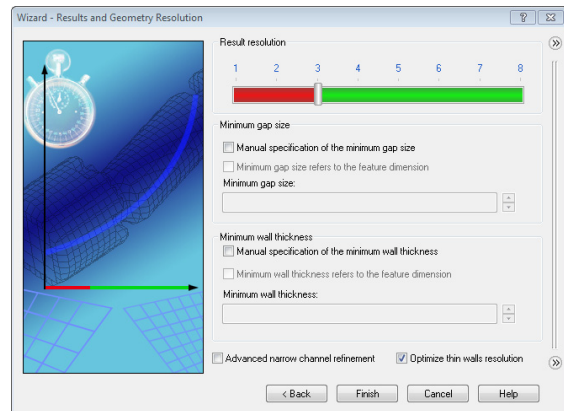 Wizard - Results and Geometry Resolution
Result resolution
1 2 3 4 5 6 7 8
Minimum gap size
Manual specification of the minimum gap size
Minimum gap size refers to the feature dimension
Minimum gap size:
Minimum wall thickness
Manual specification of the minimum wall thickness
Minimum wall thickness refers to the feature dimension
Minimum wall thickness:
Advanced narrow channel refinement Optimize thin walls resolution
< Back Finish Cancel Help